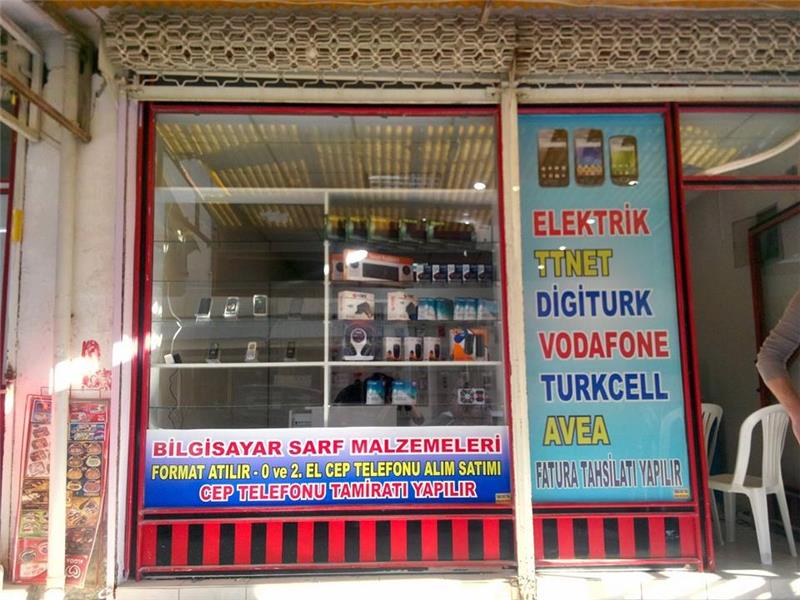 BİLGİSAYAR SARF MALZEMELERİ
FORMAT ATILIR - 0 ve 2. EL CEP TELEFONU ALIM SATIMI
CEP TELEFONU TAMİRATI YAPILIR
ELEKTRİK
TTNET
DİGİTURK
VODAFONE
TURKCELL
AVEA
FATURA TAHSİLATI YAPILIR